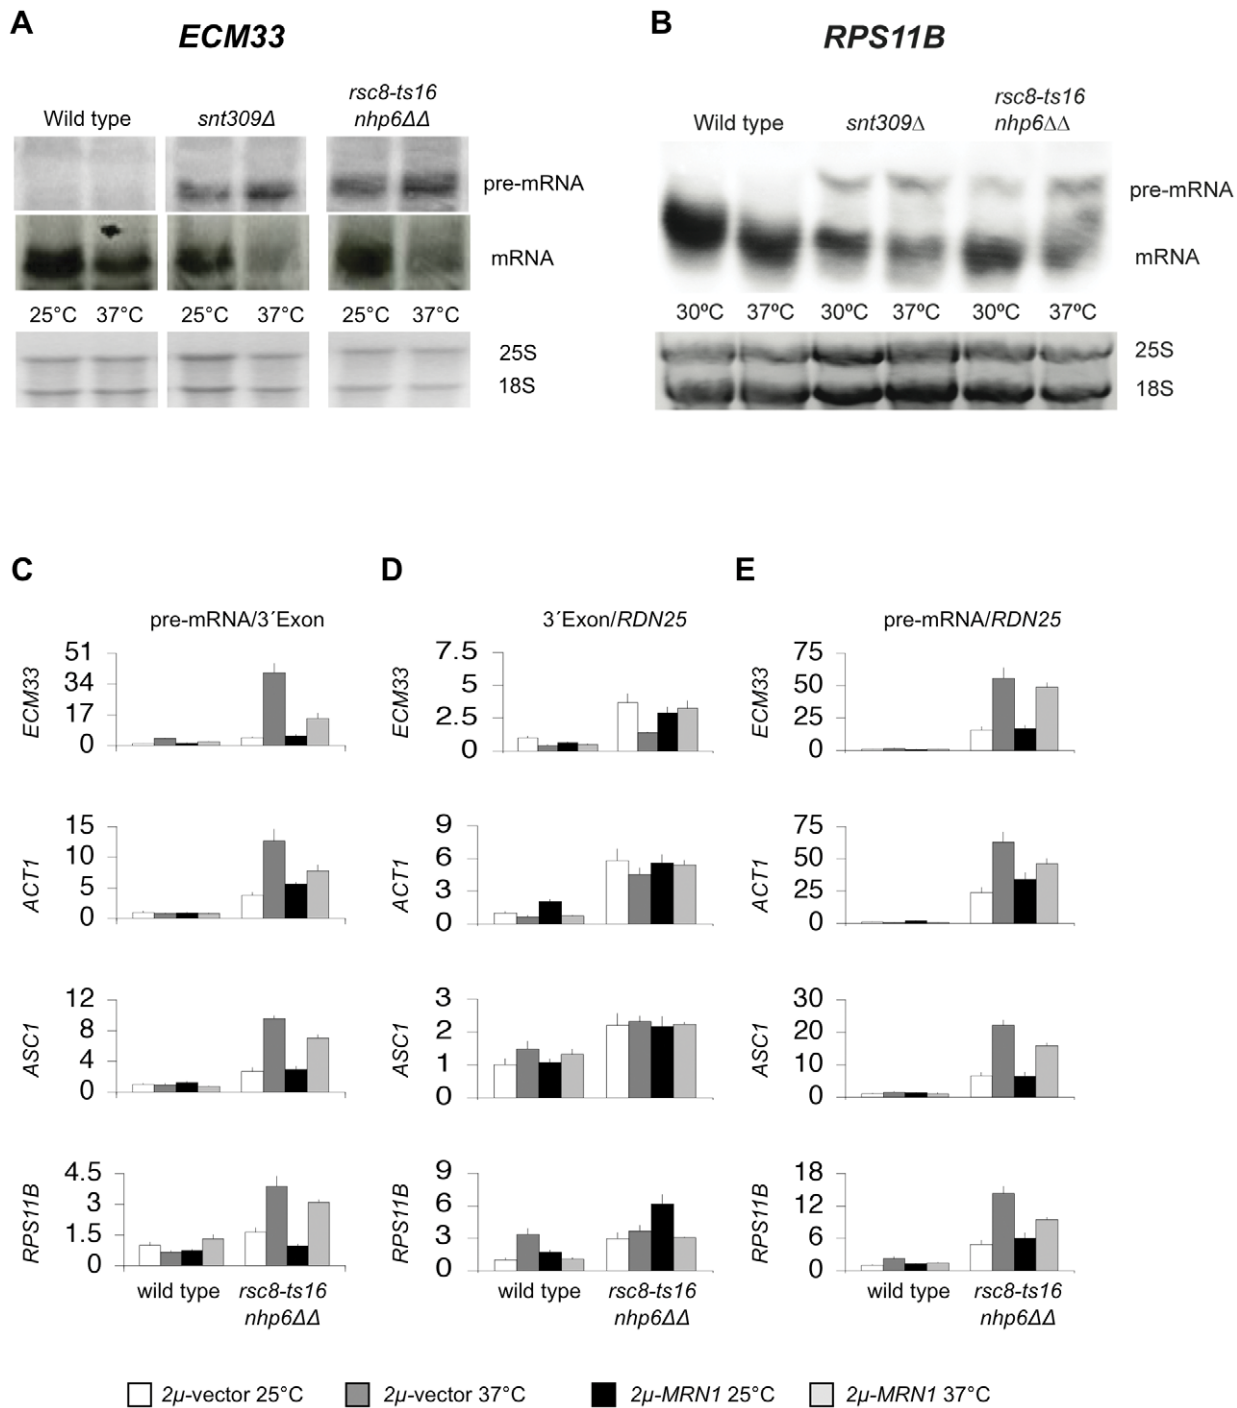 A
ECM33
Wild type
snt309Δ
rsc8-ts16
nhp6ΔΔ
pre-mRNA
mRNA
25°C 37°C 25°C 37°C 25°C 37°C
25S
18S
B
RPS11B
Wild type
snt309Δ
rsc8-ts16
nhp6ΔΔ
pre-mRNA
mRNA
30ºC 37ºC 30ºC 37ºC 30ºC 37ºC
25S
18S
C
pre-mRNA/3´Exon
ECM33
51
34
17
0
ACT1
15
10
5
0
ASC1
12
8
4
0
RPS11B
4.5
3
1.5
0
wild type
rsc8-ts16
nhp6ΔΔ
D
3´Exon/RDN25
ECM33
7.5
5
2.5
0
ACT1
9
6
3
0
ASC1
3
2
1
0
RPS11B
9
6
3
0
wild type
rsc8-ts16
nhp6ΔΔ
E
pre-mRNA/RDN25
ECM33
75
50
25
0
ACT1
75
50
25
0
ASC1
30
20
10
0
RPS11B
18
12
6
0
wild type
rsc8-ts16
nhp6ΔΔ
2µ-vector 25°C 2µ-vector 37°C 2µ-MRN1 25°C 2µ-MRN1 37°C